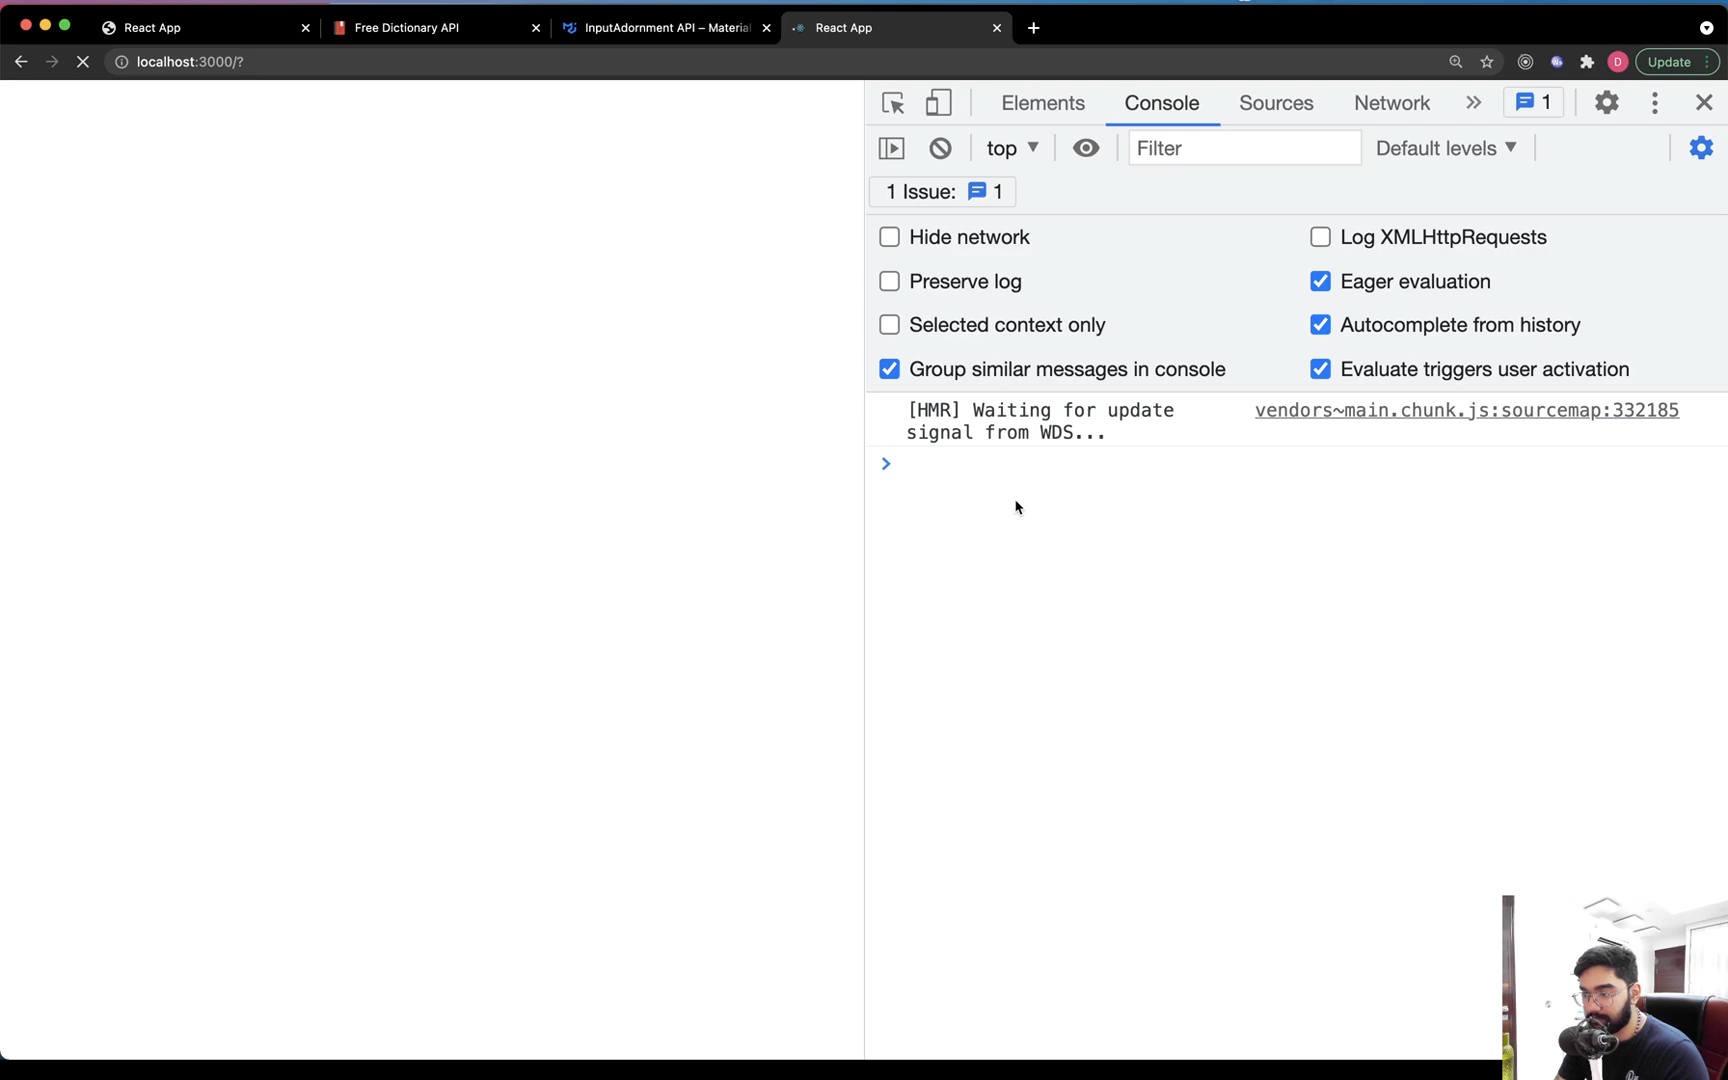 React App
Free Dictionary API
InputAdornment API – Material
React App
localhost:3000/?
D
Update
Elements
Console
Sources
Network
1
top
Filter
Default levels
1 Issue:
1
Hide network
Log XMLHttpRequests
Preserve log
Eager evaluation
Selected context only
Autocomplete from history
Group similar messages in console
Evaluate triggers user activation
[HMR] Waiting for update
vendors~main.chunk.js:sourcemap:332185
signal from WDS...